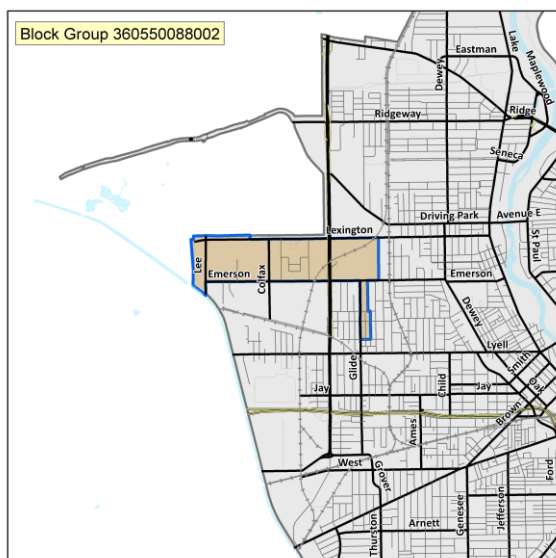 Block Group 360550088002
Eastman
Dewey
Lake
Maplewood
Ridgeway
Ridge
Seneca
Driving Park
Avenue E
Lexington
St Paul
Lee
Emerson
Colfax
Emerson
Dewey
Lyell
Glide
Smith
Child
Jay
Jay
Oak
Brown
Ames
West
Grover
Ford
Thurston
Arnett
Genesee
Jefferson